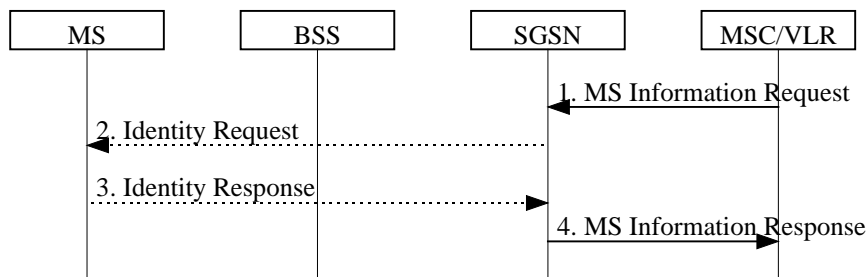 MS
BSS
SGSN
MSC/VLR
1. MS Information Request
2. Identity Request
3. Identity Response
4. MS Information Response